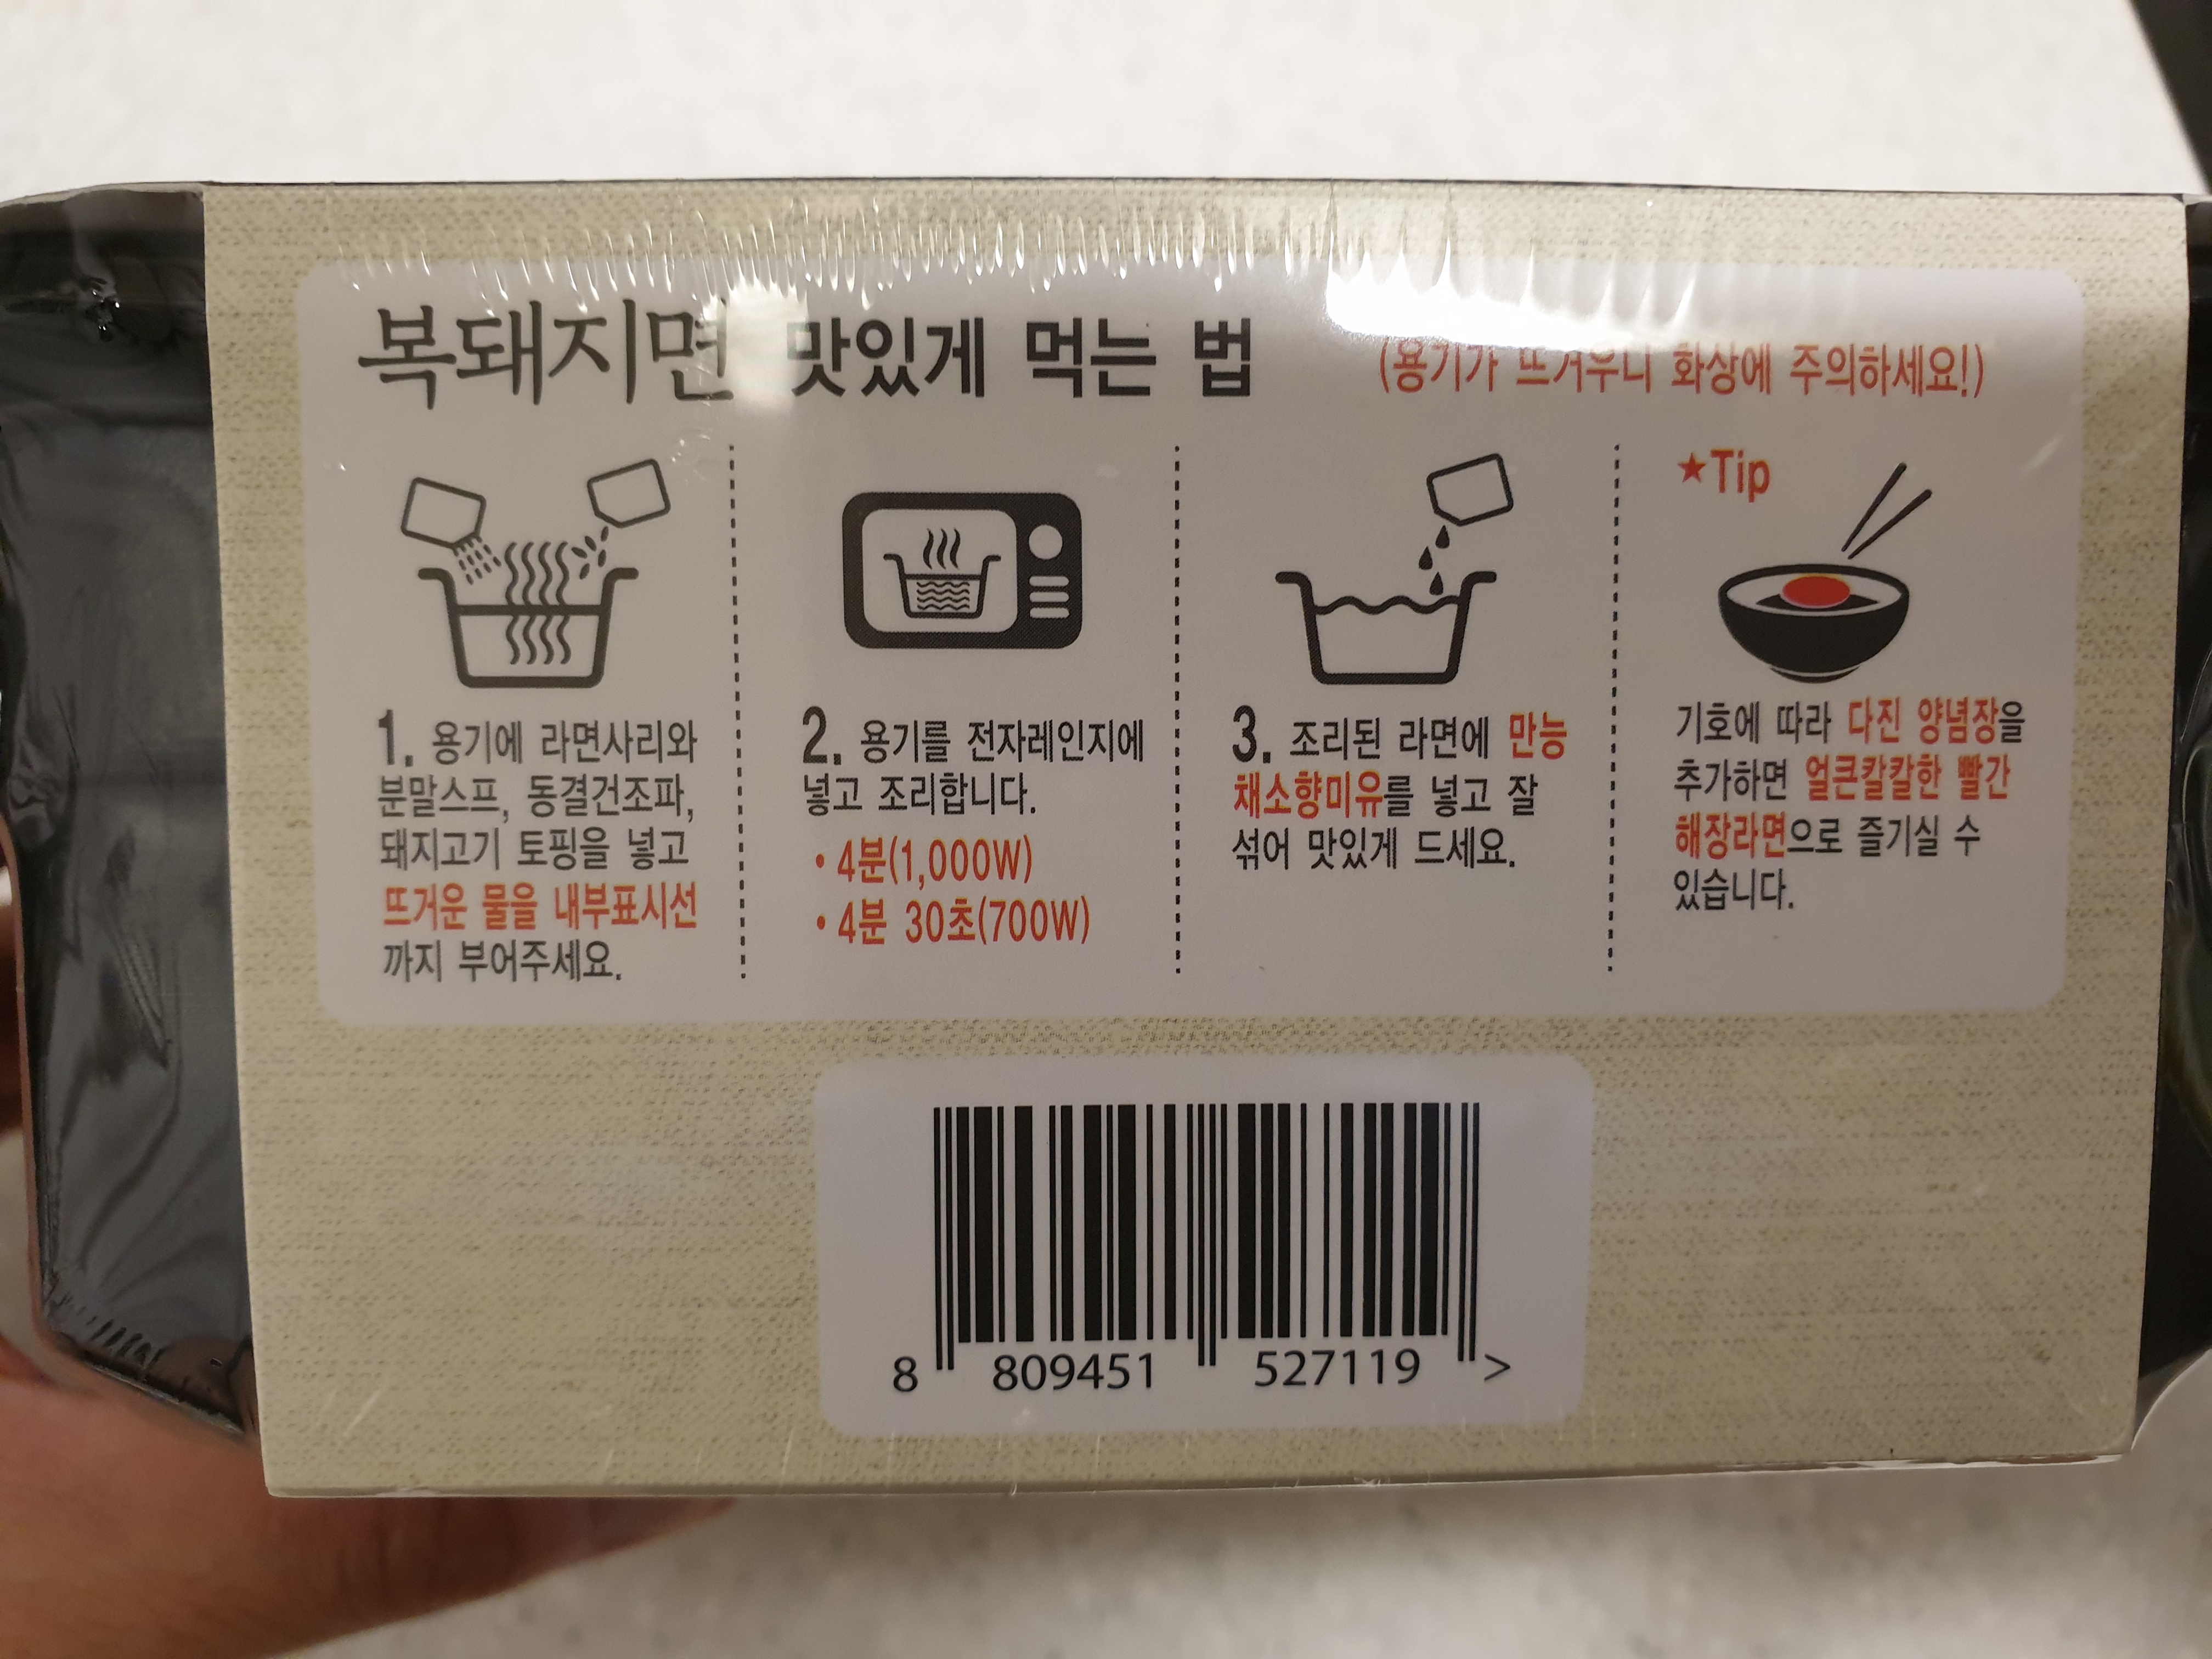 복돼지면 맛있게 먹는 법
(용기가 뜨거우니 화상에 주의하세요!)
1. 용기에 라면사리와
분말스프, 동결건조파,
돼지고기 토핑을 넣고
뜨거운 물을 내부표시선
까지 부어주세요.
2. 용기를 전자레인지에
넣고 조리합니다.
• 4분(1,000W)
• 4분 30초(700W)
3. 조리된 라면에 만능
채소향미유를 넣고 잘
섞어 맛있게 드세요.
★Tip
기호에 따라 다진 양념장을
추가하면 얼큰칼칼한 빨간
해장라면으로 즐기실 수
있습니다.
8 809451 527119 >